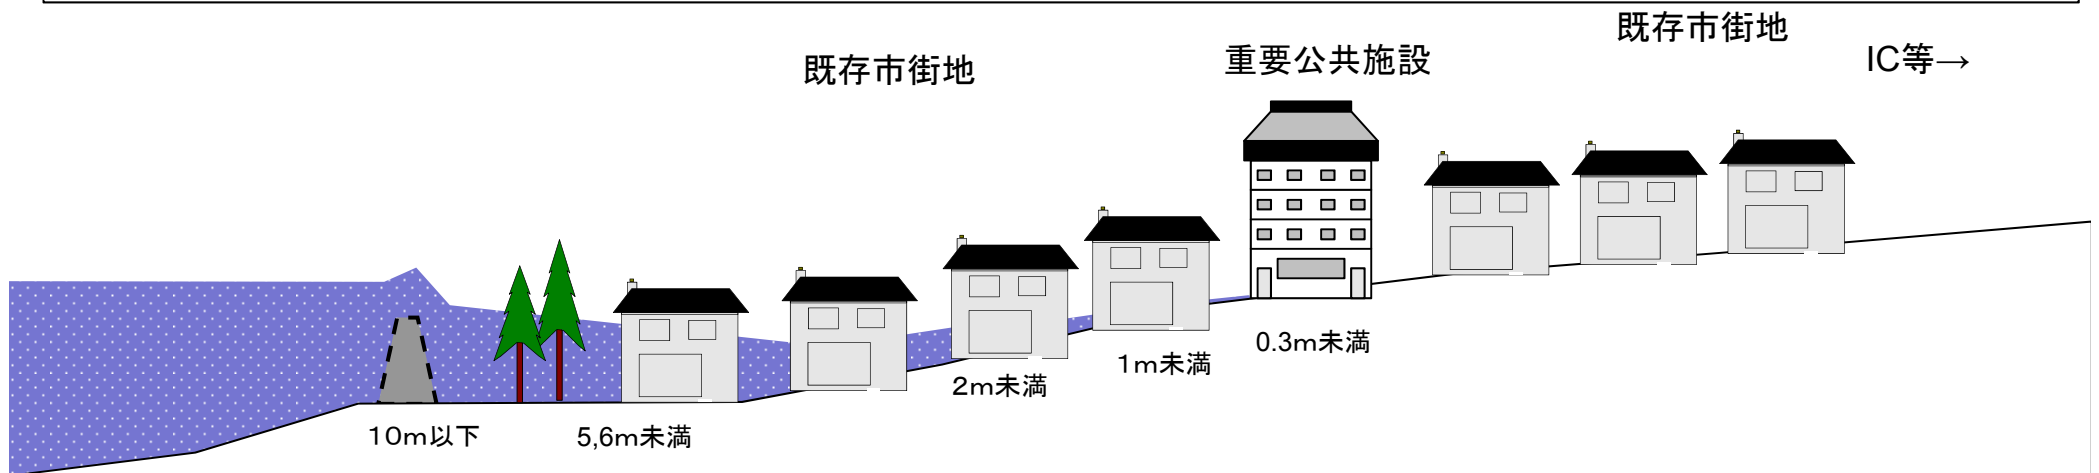 既存市街地
既存市街地
重要公共施設
IC等→
0.3m未満
1m未満
2m未満
10m以下
5,6m未満